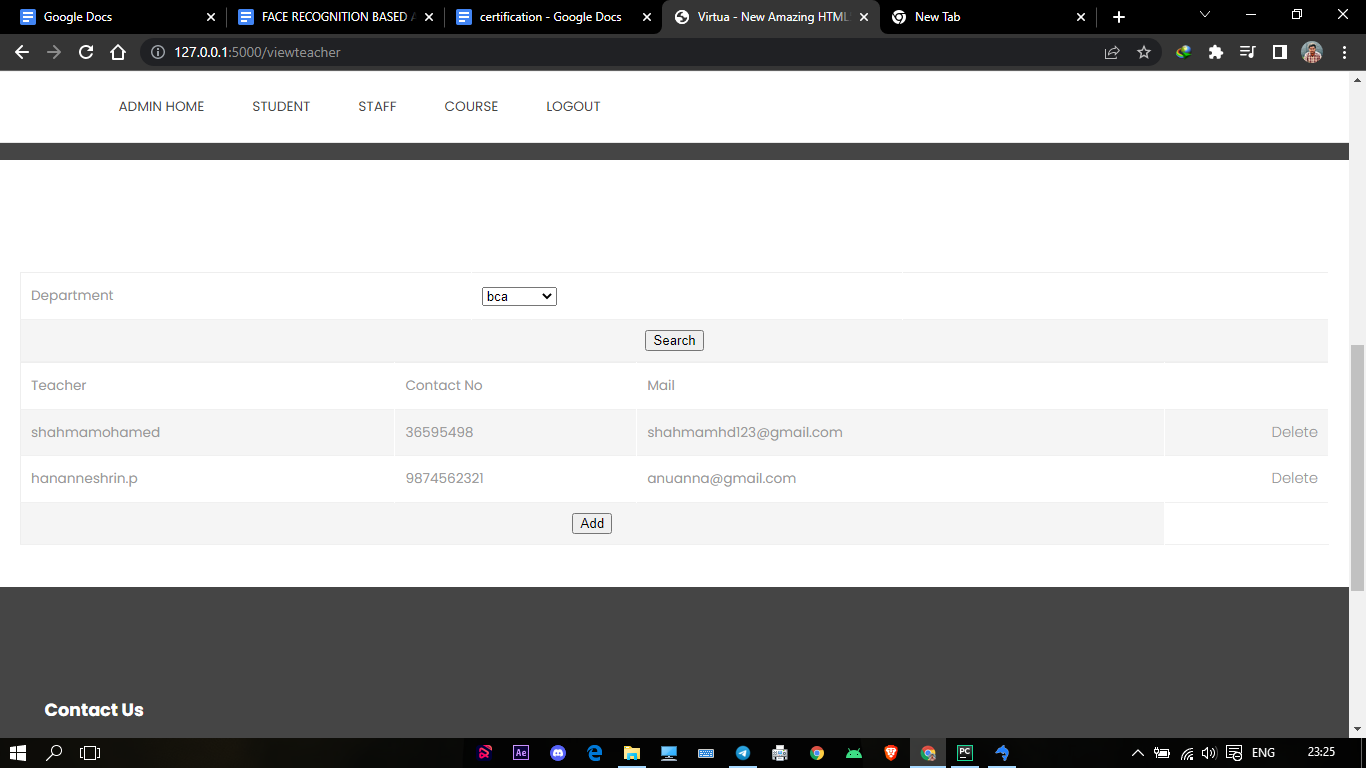 Google Docs
FACE RECOGNITION BASED
certification - Google Docs
Virtua - New Amazing HTML
New Tab
127.0.0.1:5000/viewteacher
ADMIN HOME STUDENT STAFF COURSE LOGOUT
Department bca
Search
Teacher Contact No Mail
shahmamohamed 36595498 shahmamhd123@gmail.com Delete
hananneshrin.p 9874562321 anuanna@gmail.com Delete
Add
Contact Us
Ae PC ENG 23:25